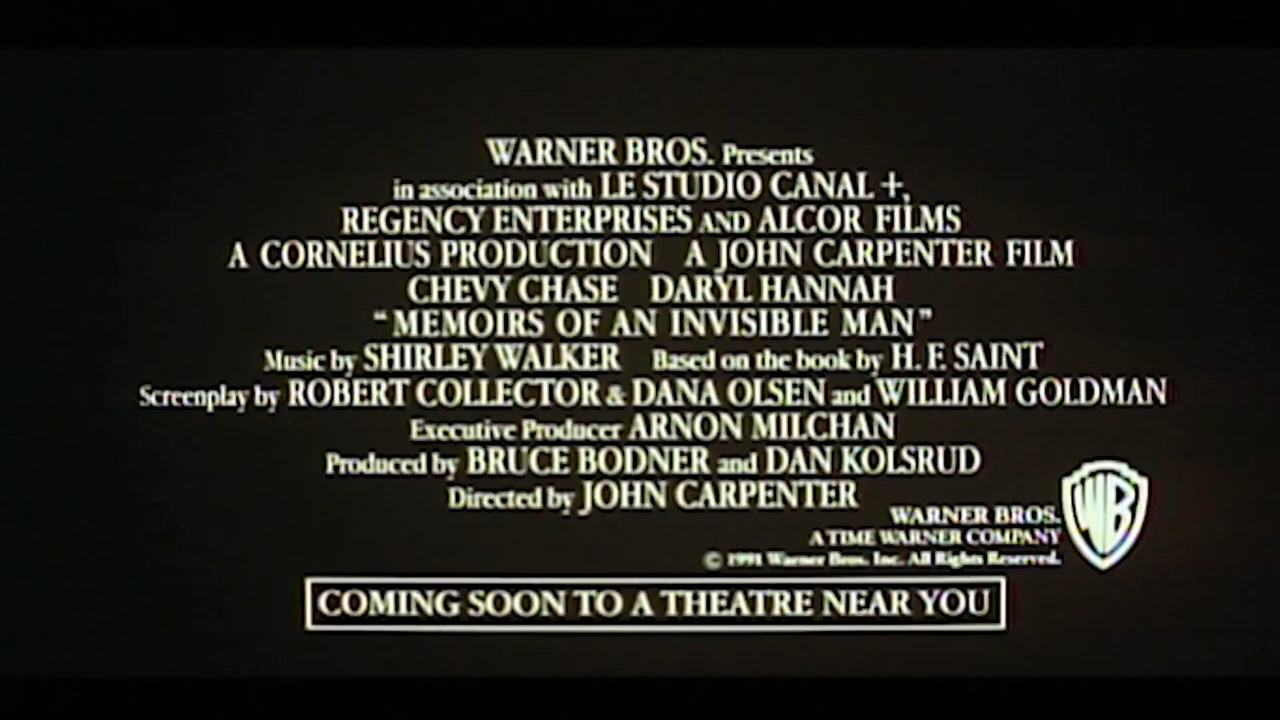 WARNER BROS. Presents
in association with LE STUDIO CANAL +,
REGENCY ENTERPRISES AND ALCOR FILMS
A CORNELIUS PRODUCTION A JOHN CARPENTER FILM
CHEVY CHASE DARYL HANNAH
"MEMOIRS OF AN INVISIBLE MAN"
Music by SHIRLEY WALKER Based on the book by H. F. SAINT
Screenplay by ROBERT COLLECTOR & DANA OLSEN and WILLIAM GOLDMAN
Executive Producer ARNON MILCHAN
Produced by BRUCE BODNER and DAN KOLSRUD
Directed by JOHN CARPENTER
WARNER BROS.
A TIME WARNER COMPANY
© 1991 Warner Bros. Inc. All Rights Reserved.
WB
COMING SOON TO A THEATRE NEAR YOU